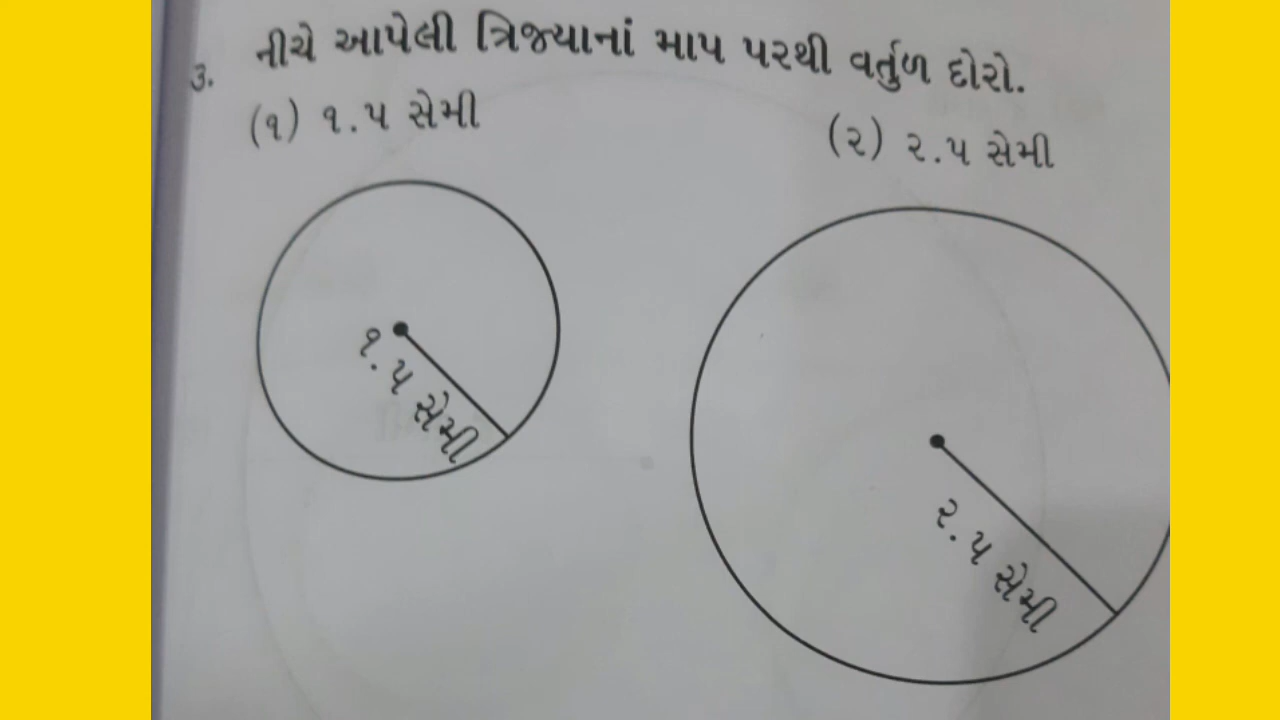 ૩. નીચે આપેલી ત્રિજ્યાનાં માપ પરથી વર્તુળ દોરો.
(૧) ૧.૫ સેમી
(૨) ૨.૫ સેમી
૧.૫ સેમી
૨.૫ સેમી